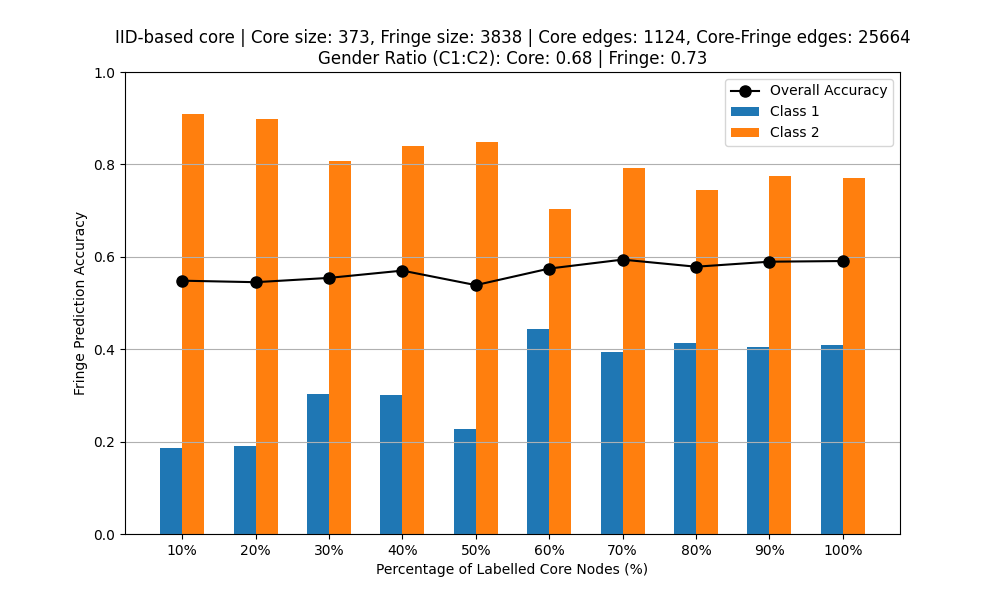 IID-based core | Core size: 373, Fringe size: 3838 | Core edges: 1124, Core-Fringe edges: 25664
Gender Ratio (C1:C2): Core: 0.68 | Fringe: 0.73
Overall Accuracy
Class 1
Class 2
Fringe Prediction Accuracy
1.0
0.8
0.6
0.4
0.2
0.0
10% 20% 30% 40% 50% 60% 70% 80% 90% 100%
Percentage of Labelled Core Nodes (%)